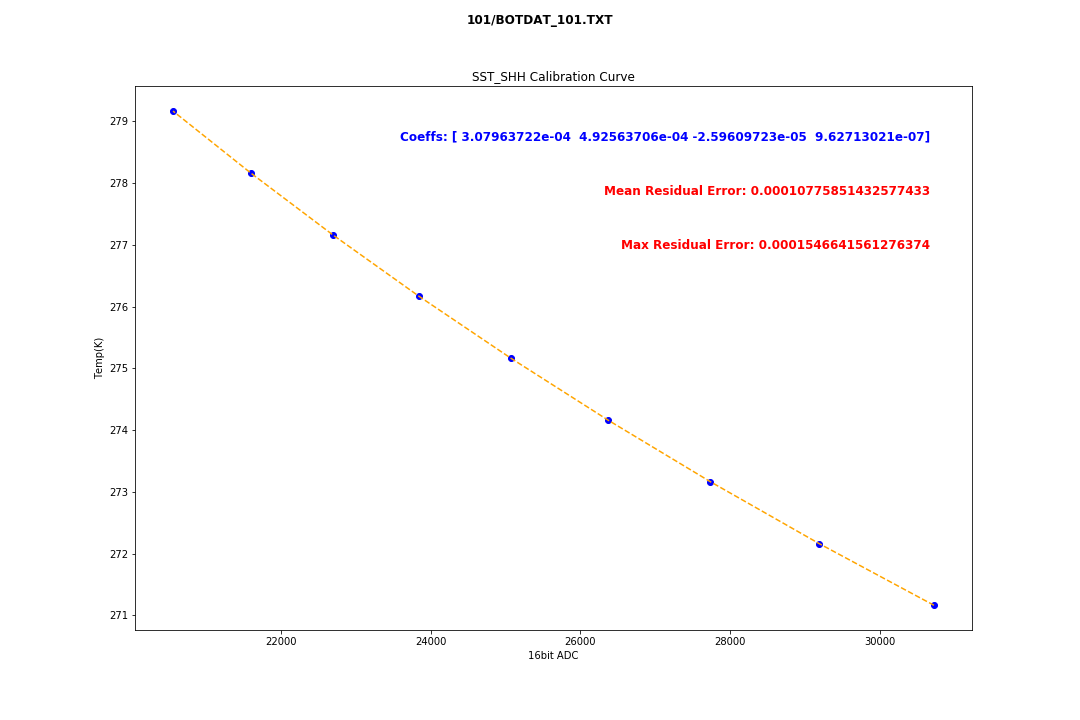 101/BOTDAT_101.TXT
SST_SHH Calibration Curve
Coeffs: [ 3.07963722e-04  4.92563706e-04 -2.59609723e-05  9.62713021e-07]
Mean Residual Error: 0.00010775851432577433
Max Residual Error: 0.0001546641561276374
Temp(K)
279
278
277
276
275
274
273
272
271
22000 24000 26000 28000 30000
16bit ADC